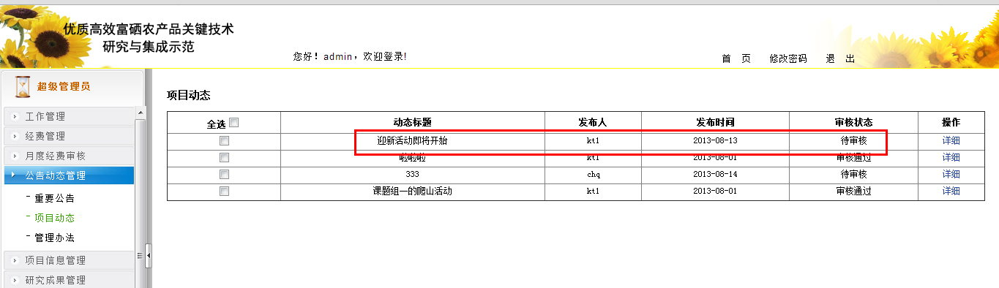 优质高效富硒农产品关键技术
研究与集成示范
您好！admin，欢迎登录!
首 页 修改密码 退 出
超级管理员
工作管理
经费管理
月度经费审核
公告动态管理
重要公告
项目动态
管理办法
项目信息管理
研究成果管理
项目动态
全选 动态标题 发布人 发布时间 审核状态 操作
迎新活动即将开始 kt1 2013-08-13 待审核 详细
啦啦啦 kt1 2013-08-01 审核通过 详细
333 chq 2013-08-14 待审核 详细
课题组一的爬山活动 kt1 2013-08-01 审核通过 详细